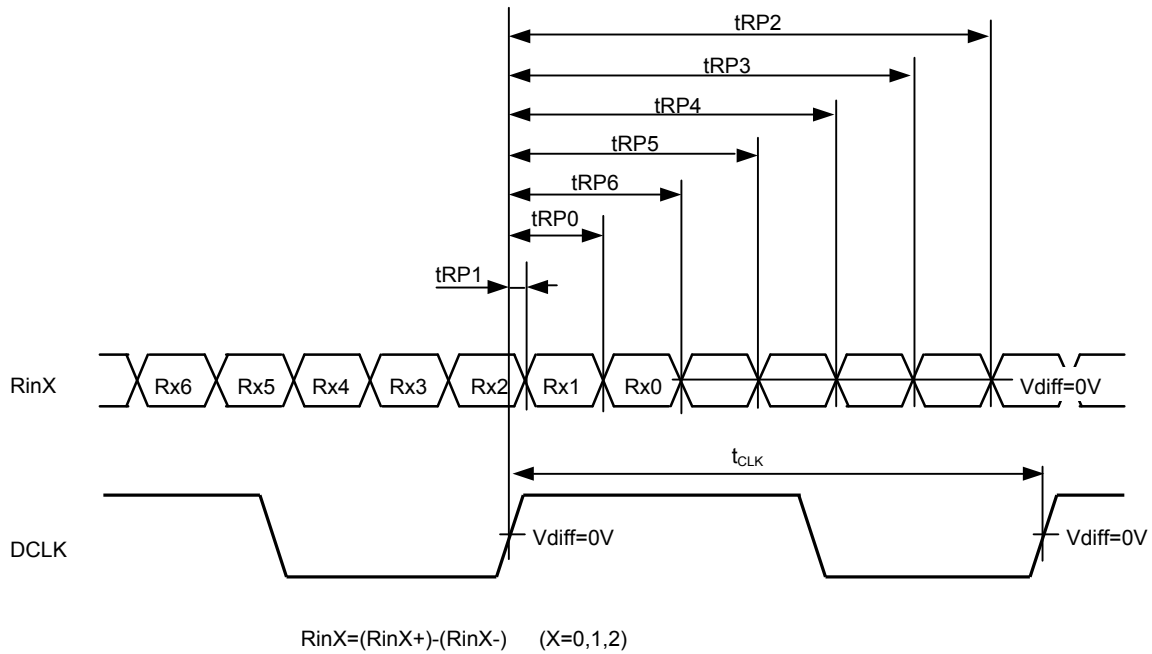 tRP2
tRP3
tRP4
tRP5
tRP6
tRP0
tRP1
RinX
Rx6 Rx5 Rx4 Rx3 Rx2 Rx1 Rx0
Vdiff=0V
tCLK
DCLK
Vdiff=0V
Vdiff=0V
RinX=(RinX+)-(RinX-) (X=0,1,2)